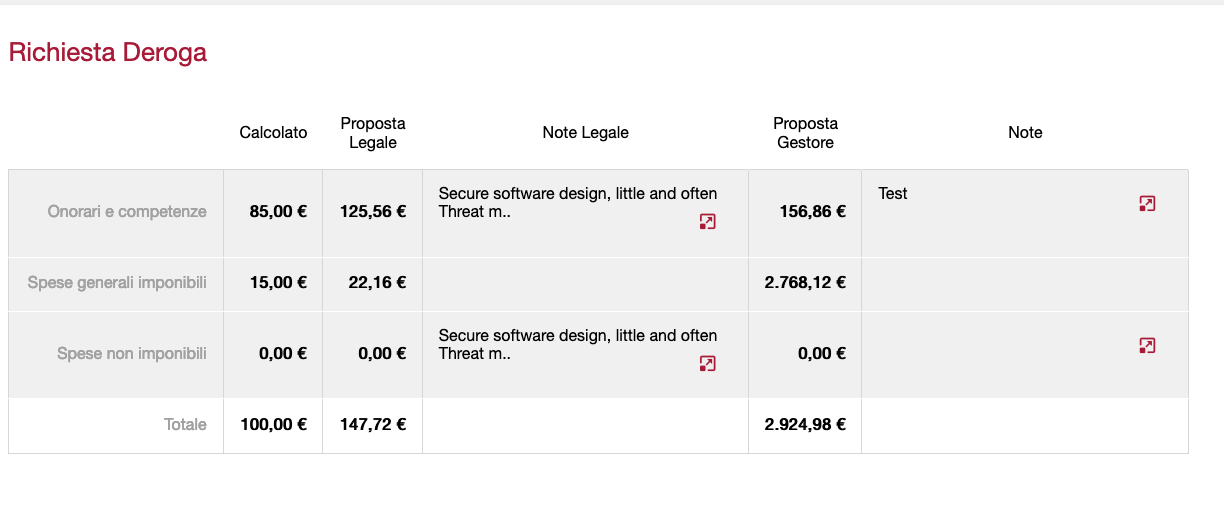 Richiesta Deroga
Calcolato
Proposta
Legale
Note Legale
Proposta
Gestore
Note
Onorari e competenze
85,00 €
125,56 €
Secure software design, little and often
Threat m..
156,86 €
Test
Spese generali imponibili
15,00 €
22,16 €
2.768,12 €
Spese non imponibili
0,00 €
0,00 €
Secure software design, little and often
Threat m..
0,00 €
Totale
100,00 €
147,72 €
2.924,98 €